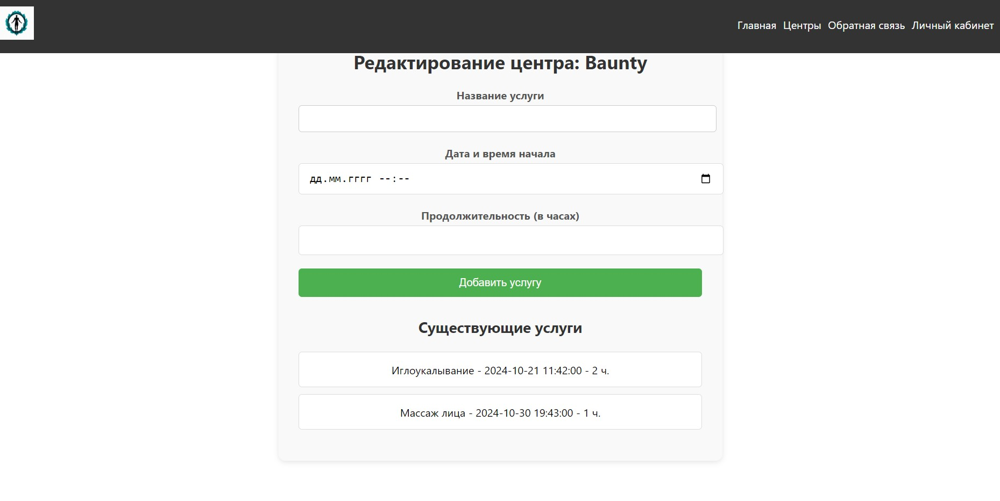 Главная Центры Обратная связь Личный кабинет
Редактирование центра: Baunty
Название услуги
Дата и время начала
дд.мм.гггг --:--
Продолжительность (в часах)
Добавить услугу
Существующие услуги
Иглоукалывание - 2024-10-21 11:42:00 - 2 ч.
Массаж лица - 2024-10-30 19:43:00 - 1 ч.